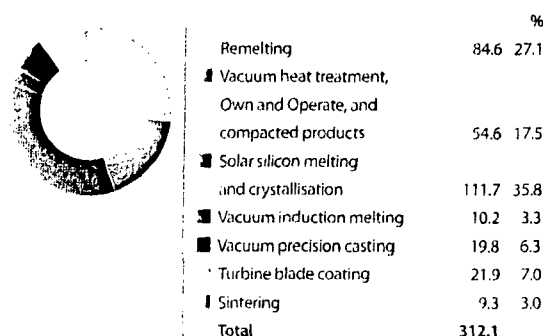 %
Remelting 84.6 27.1
Vacuum heat treatment,
Own and Operate, and
compacted products 54.6 17.5
Solar silicon melting
and crystallisation 111.7 35.8
Vacuum induction melting 10.2 3.3
Vacuum precision casting 19.8 6.3
Turbine blade coating 21.9 7.0
Sintering 9.3 3.0
Total 312.1